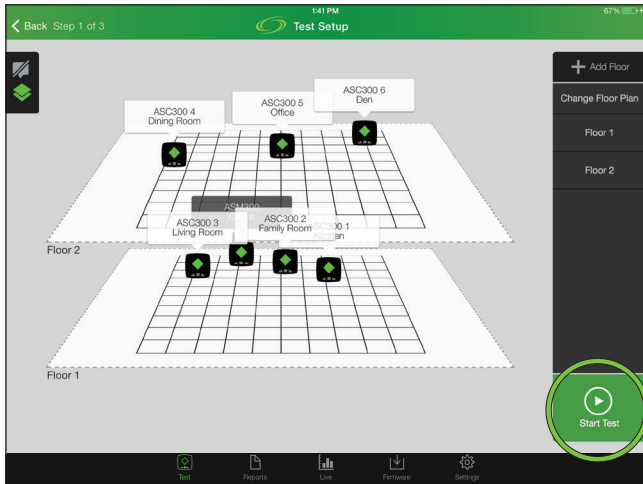 1:41 PM
67%
Back Step 1 of 3
Test Setup
Add Floor
Change Floor Plan
Floor 1
Floor 2
ASC300 6
Den
ASC300 5
Office
ASC300 4
Dining Room
Floor 2
ASM300
ASC300 3
Living Room
ASC300 2
Family Room
ASC300 1
Kitchen
Floor 1
Start Test
Test
Reports
Live
Firmware
Settings